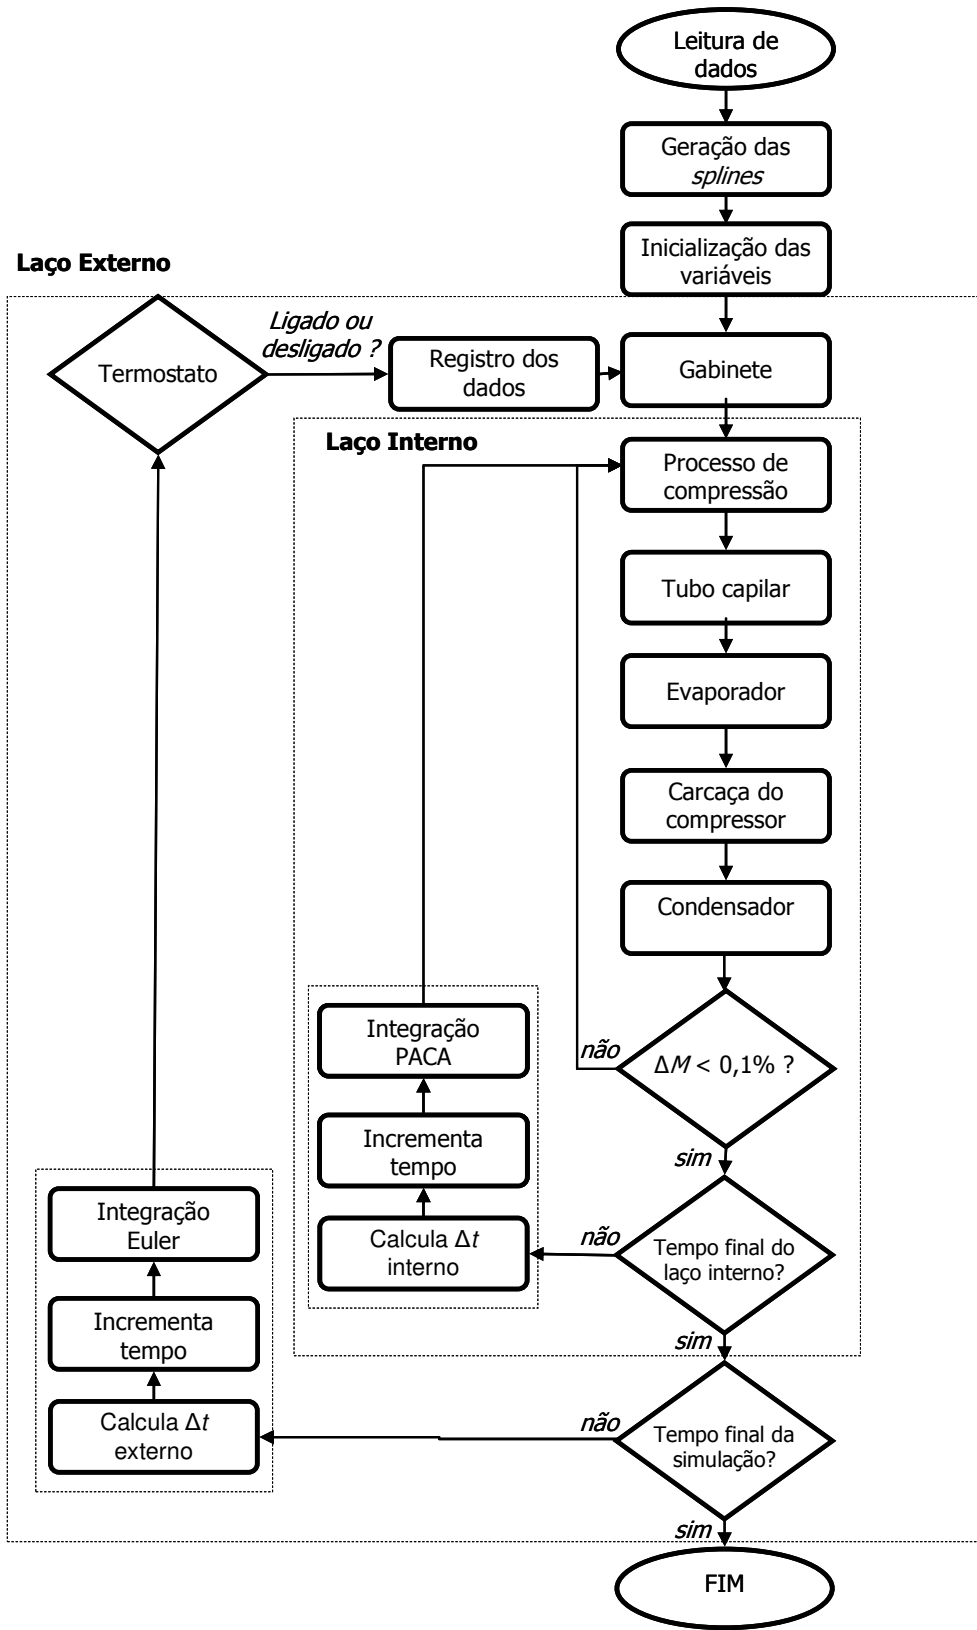 Leitura de
dados
Geração das
splines
Inicialização das
variáveis
Laço Externo
Termostato
Ligado ou
desligado ?
Registro dos
dados
Gabinete
Laço Interno
Processo de
compressão
Tubo capilar
Evaporador
Carcaça do
compressor
Condensador
ΔM < 0,1% ?
não
sim
Integração
PACA
Incrementa
tempo
Calcula Δt
interno
não
Tempo final do
laço interno?
sim
Integração
Euler
Incrementa
tempo
Calcula Δt
externo
não
Tempo final da
simulação?
sim
FIM